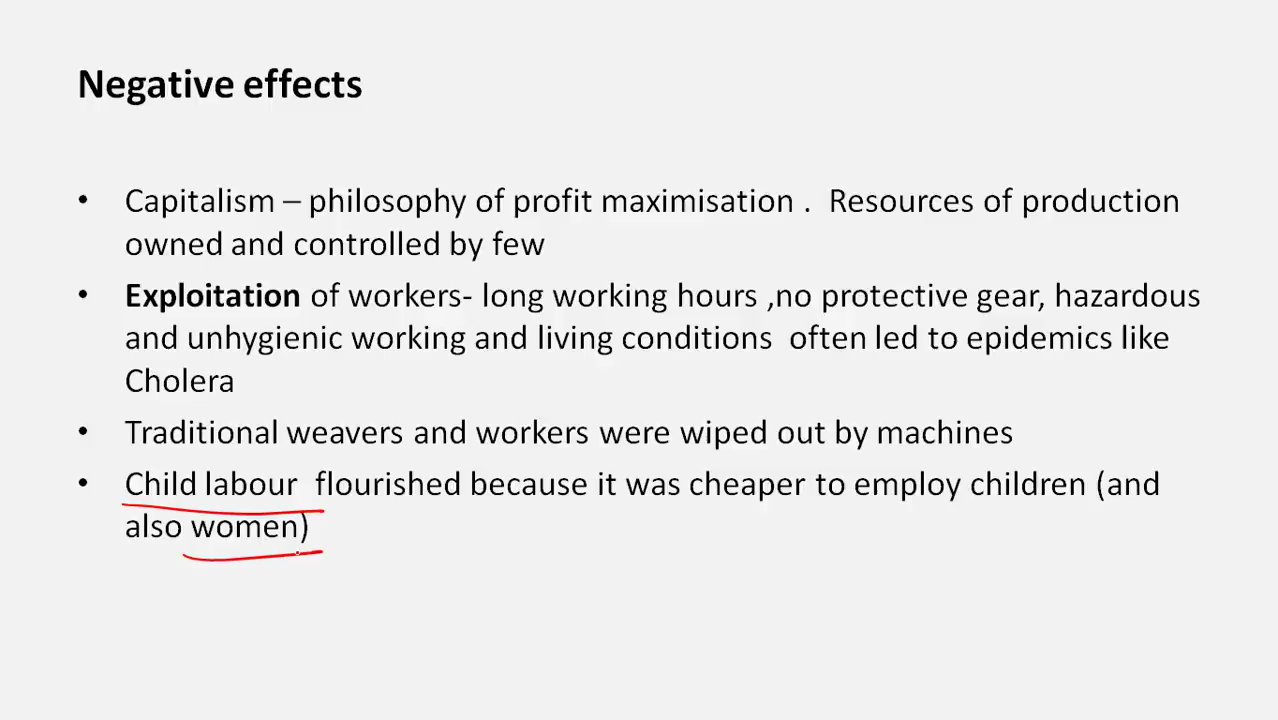 Negative effects
• Capitalism – philosophy of profit maximisation . Resources of production
owned and controlled by few
• Exploitation of workers- long working hours ,no protective gear, hazardous
and unhygienic working and living conditions often led to epidemics like
Cholera
• Traditional weavers and workers were wiped out by machines
• Child labour flourished because it was cheaper to employ children (and
also women)